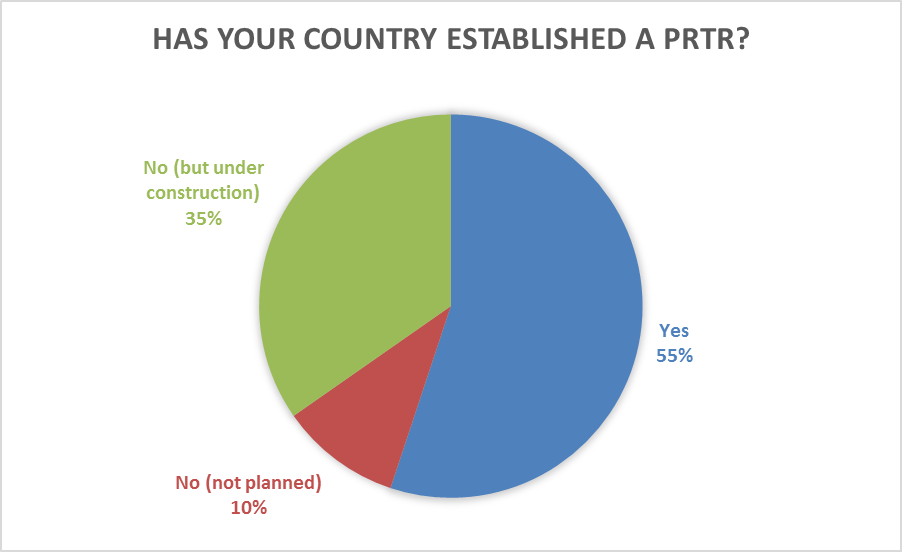 HAS YOUR COUNTRY ESTABLISHED A PRTR?
No (but under
construction)
35%
Yes
55%
No (not planned)
10%